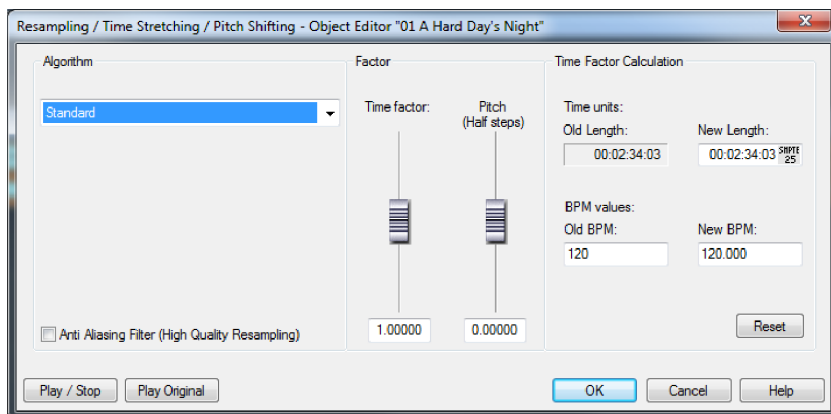 Resampling / Time Stretching / Pitch Shifting - Object Editor "01 A Hard Day's Night"
Algorithm
Standard
Anti Aliasing Filter (High Quality Resampling)
Factor
Time factor:
Pitch
(Half steps)
1.00000
0.00000
Time Factor Calculation
Time units:
Old Length:
New Length:
00:02:34:03
00:02:34:03 SMPTE
25
BPM values:
Old BPM:
New BPM:
120
120.000
Reset
Play / Stop
Play Original
OK
Cancel
Help